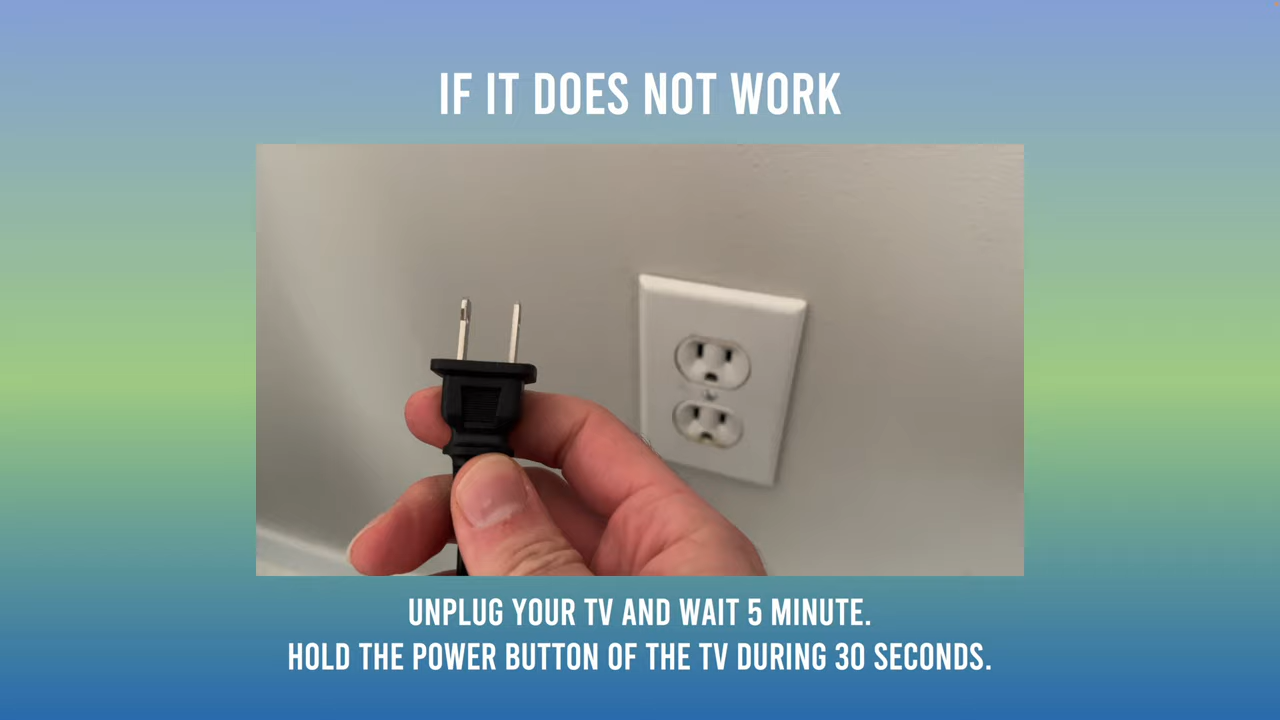 IF IT DOES NOT WORK
UNPLUG YOUR TV AND WAIT 5 MINUTE.
HOLD THE POWER BUTTON OF THE TV DURING 30 SECONDS.